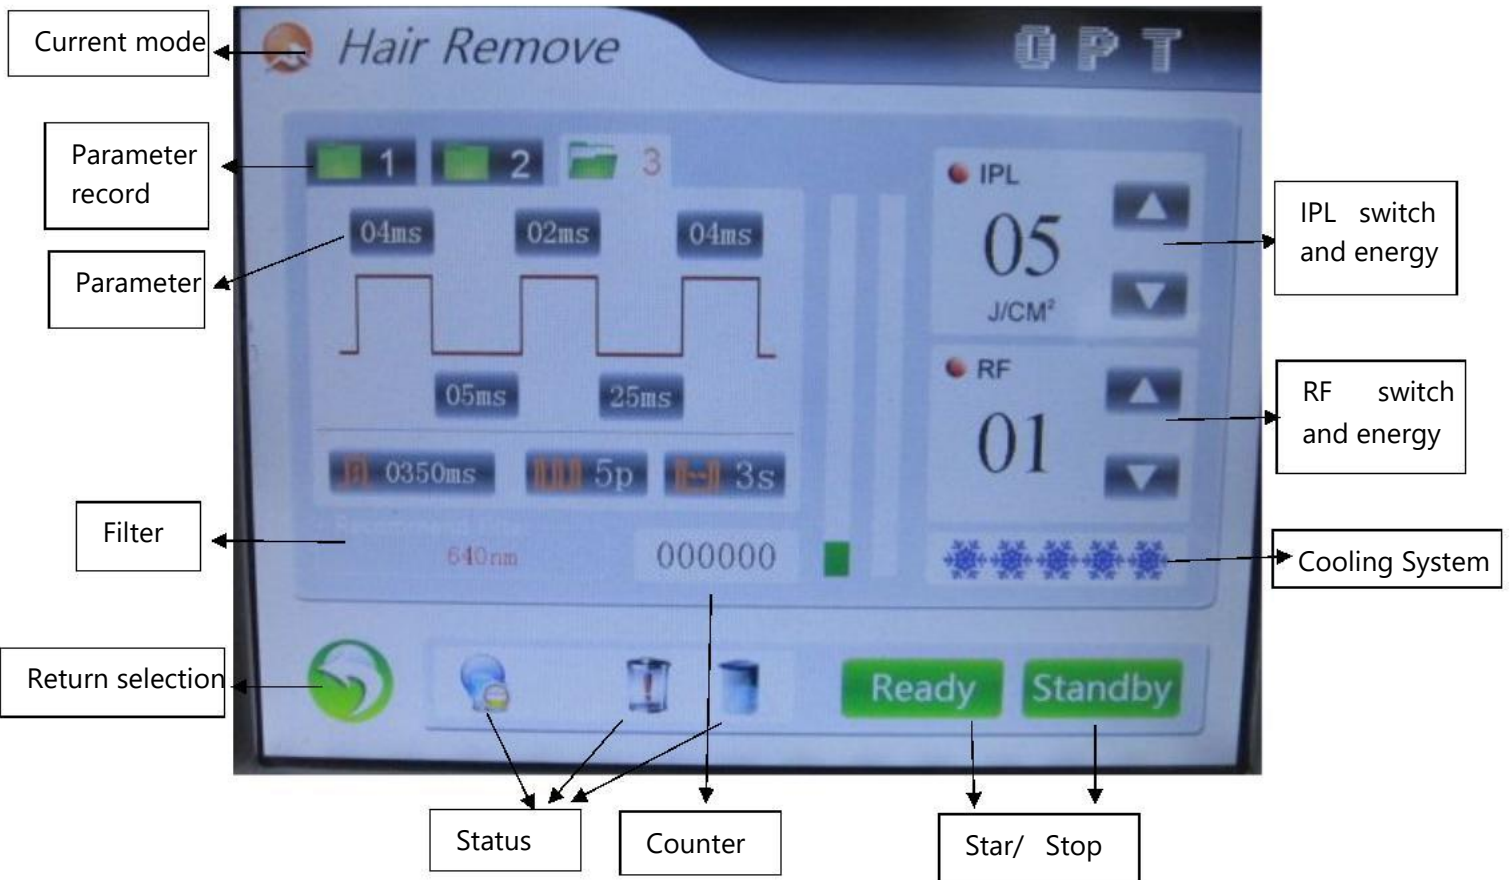 Current mode
Hair Remove
OPT
Parameter
record
1
2
3
IPL
05
J/CM²
IPL switch
and energy
Parameter
04ms
02ms
04ms
05ms
25ms
RF
01
RF switch
and energy
0350ms
5p
3s
Filter
640nm
000000
Cooling System
Return selection
Ready
Standby
Status
Counter
Star/ Stop